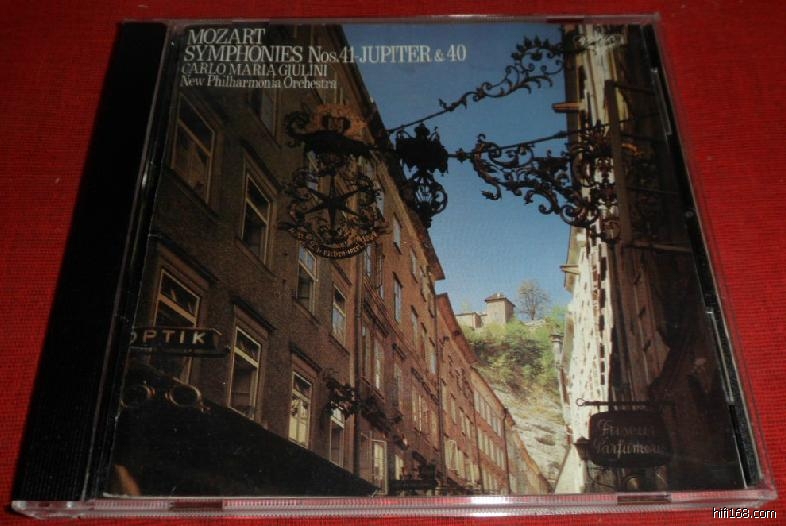 MOZART
SYMPHONIES Nos.41-JUPITER & 40
CARLO MARIA GIULINI
New Philharmonia Orchestra
OPTIK
Friseur
Parfumerie
hifi168.com